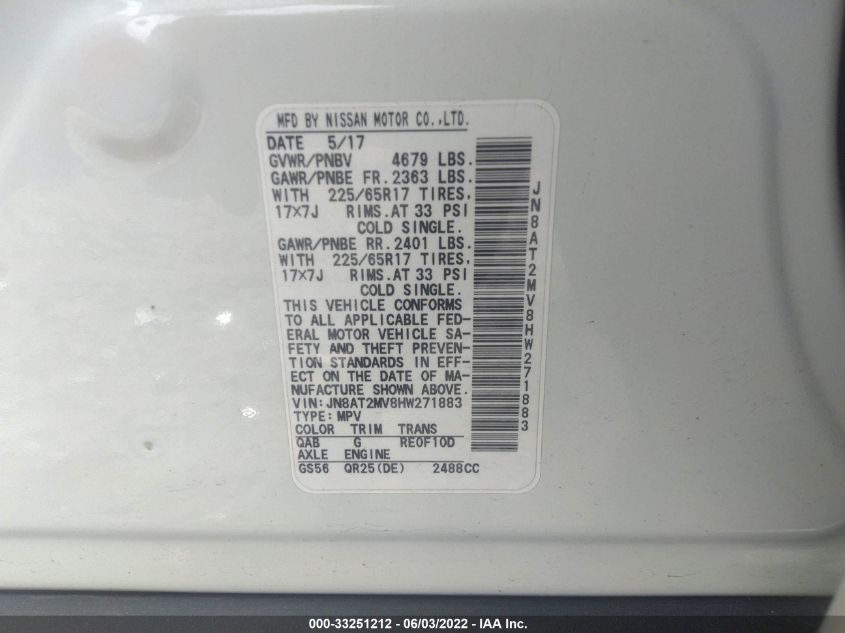 MFD BY NISSAN MOTOR CO.,LTD.
DATE 5/17
GVWR/PNBV 4679 LBS.
GAWR/PNBE FR. 2363 LBS.
WITH 225/65R17 TIRES,
17×7J RIMS. AT 33 PSI
COLD SINGLE.
GAWR/PNBE RR. 2401 LBS.
WITH 225/65R17 TIRES,
17×7J RIMS. AT 33 PSI
COLD SINGLE.
THIS VEHICLE CONFORMS
TO ALL APPLICABLE FED-
ERAL MOTOR VEHICLE SA-
FETY AND THEFT PREVEN-
TION STANDARDS IN EFF-
ECT ON THE DATE OF MA-
NUFACTURE SHOWN ABOVE.
VIN:JN8AT2MV8HW271883
TYPE:MPV
COLOR TRIM TRANS
QAB G RE0F10D
AXLE ENGINE
GS56 QR25(DE) 2488CC
JN8AT2MV8HW271883
000-33251212 - 06/03/2022 - IAA Inc.